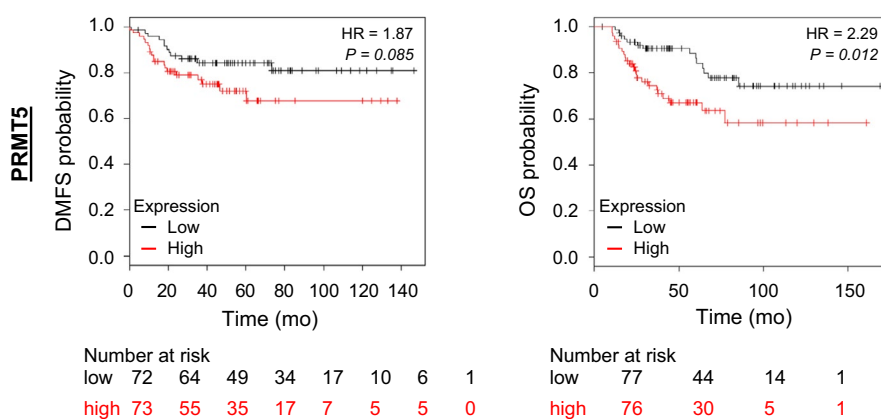 PRMT5
DMFS probability
1.0
0.8
0.6
0.4
0.2
0.0
HR = 1.87
P = 0.085
Expression
Low
High
0 20 40 60 80 100 120 140
Time (mo)
Number at risk
low 72 64 49 34 17 10 6 1
high 73 55 35 17 7 5 5 0
OS probability
1.0
0.8
0.6
0.4
0.2
0.0
HR = 2.29
P = 0.012
Expression
Low
High
0 50 100 150
Time (mo)
Number at risk
low 77 44 14 1
high 76 30 5 1